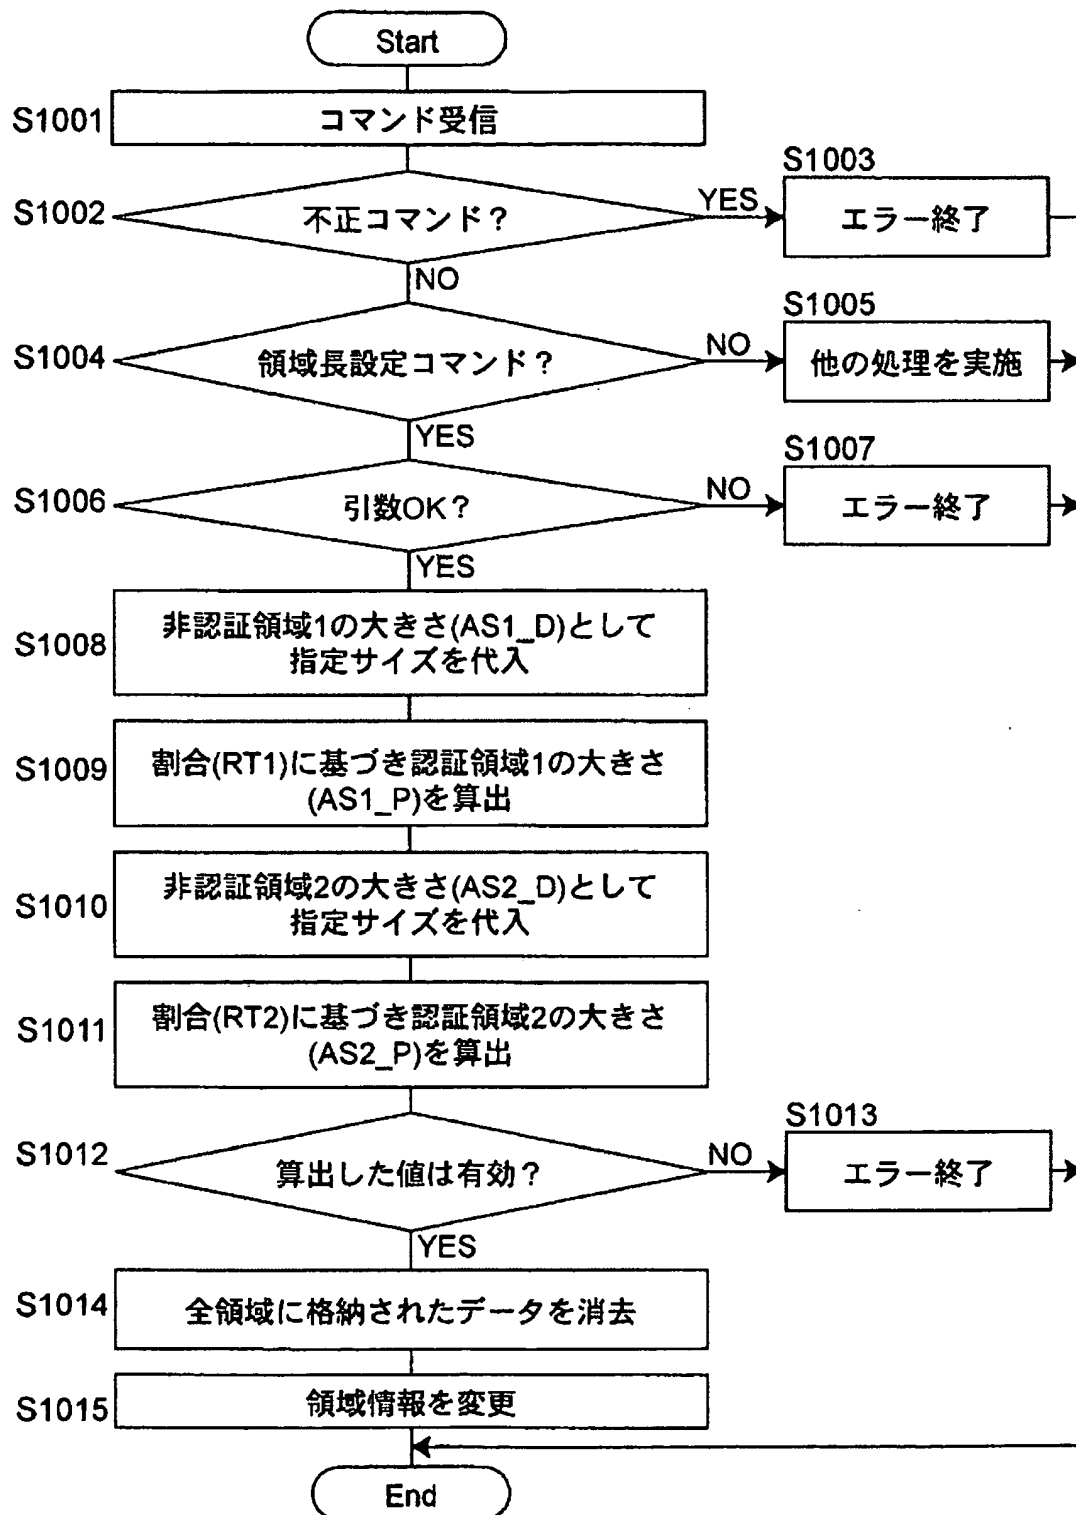 Start
S1001
コマンド受信
S1002
不正コマンド？
YES
S1003
エラー終了
NO
S1004
領域長設定コマンド？
NO
S1005
他の処理を実施
YES
S1006
引数OK？
NO
S1007
エラー終了
YES
S1008
非認証領域1の大きさ(AS1_D)として
指定サイズを代入
S1009
割合(RT1)に基づき認証領域1の大きさ
(AS1_P)を算出
S1010
非認証領域2の大きさ(AS2_D)として
指定サイズを代入
S1011
割合(RT2)に基づき認証領域2の大きさ
(AS2_P)を算出
S1012
算出した値は有効？
NO
S1013
エラー終了
YES
S1014
全領域に格納されたデータを消去
S1015
領域情報を変更
End